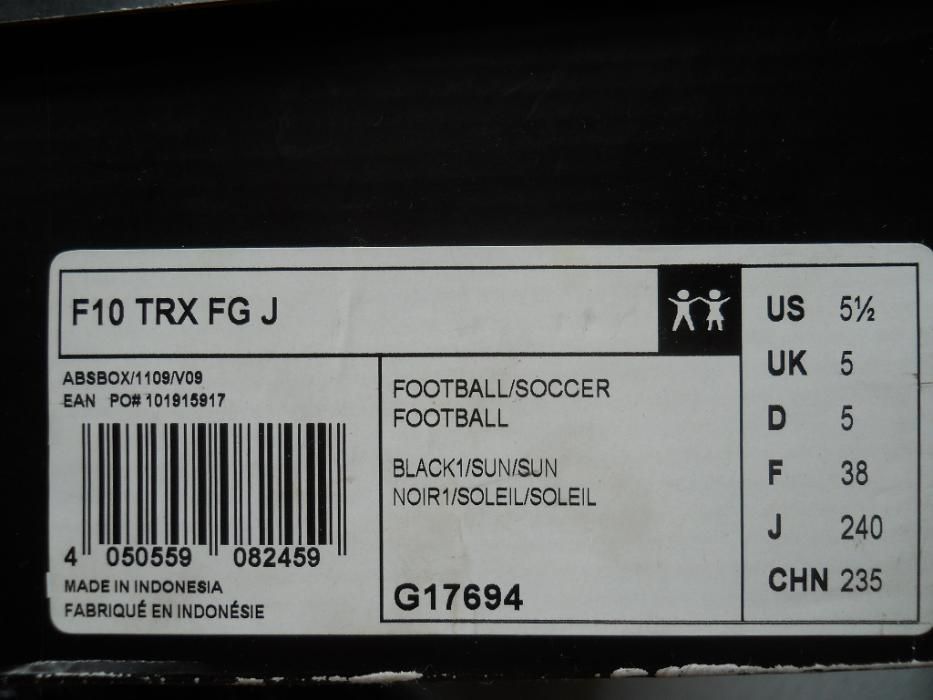 F10 TRX FG J
ABSBOX/1109/V09
EAN PO# 101915917
4 050559 082459
MADE IN INDONESIA
FABRIQUÉ EN INDONÉSIE
FOOTBALL/SOCCER
FOOTBALL
BLACK1/SUN/SUN
NOIR1/SOLEIL/SOLEIL
G17694
US 5½
UK 5
D 5
F 38
J 240
CHN 235